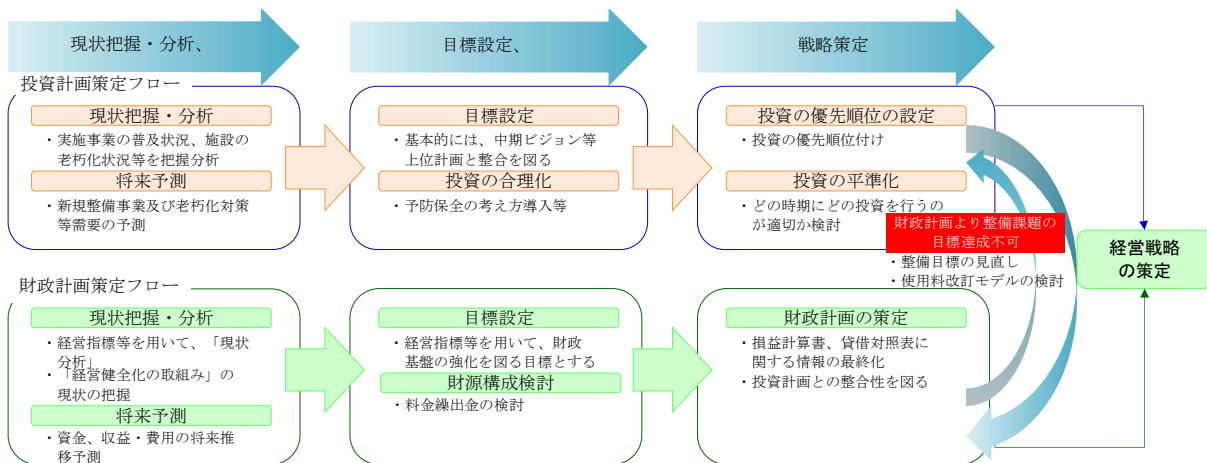 現状把握・分析、
目標設定、
戦略策定
投資計画策定フロー
現状把握・分析
・実施事業の普及状況、施設の
老朽化状況等を把握分析
将来予測
・新規整備事業及び老朽化対策
等需要の予測
目標設定
・基本的には、中期ビジョン等
上位計画と整合を図る
投資の合理化
・予防保全の考え方導入等
投資の優先順位の設定
・投資の優先順位付け
投資の平準化
・どの時期にどの投資を行うの
が適切か検討
財政計画より整備課題の
目標達成不可
・整備目標の見直し
・使用料改訂モデルの検討
経営戦略
の策定
財政計画策定フロー
現状把握・分析
・経営指標等を用いて、「現状
分析」
・「経営健全化の取組み」の
現状の把握
将来予測
・資金、収益・費用の将来推
移予測
目標設定
・経営指標等を用いて、財政
基盤の強化を図る目標とする
財源構成検討
・料金繰出金の検討
財政計画の策定
・損益計算書、貸借対照表に
関する情報の最終化
・投資計画との整合性を図る